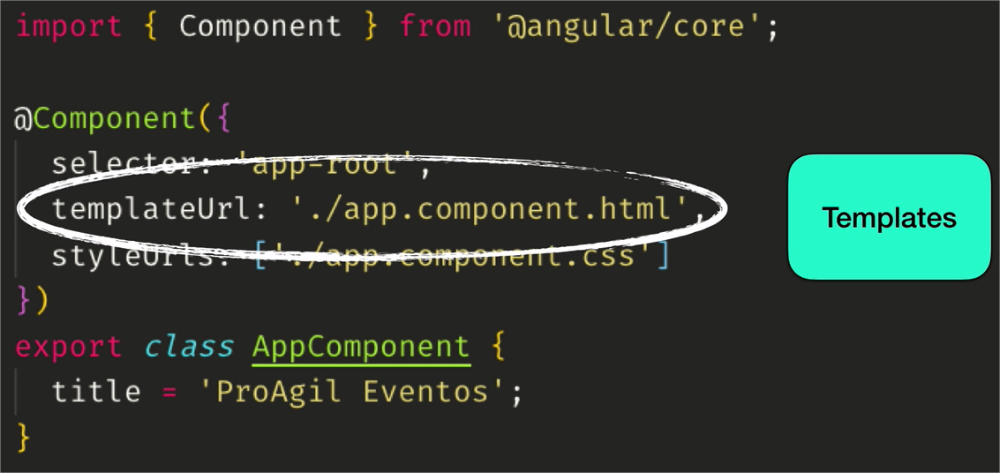 import { Component } from '@angular/core';
@Component({
  selector: 'app-root',
  templateUrl: './app.component.html',
  styleUrls: ['./app.component.css']
})
export class AppComponent {
  title = 'ProAgil Eventos';
}
Templates